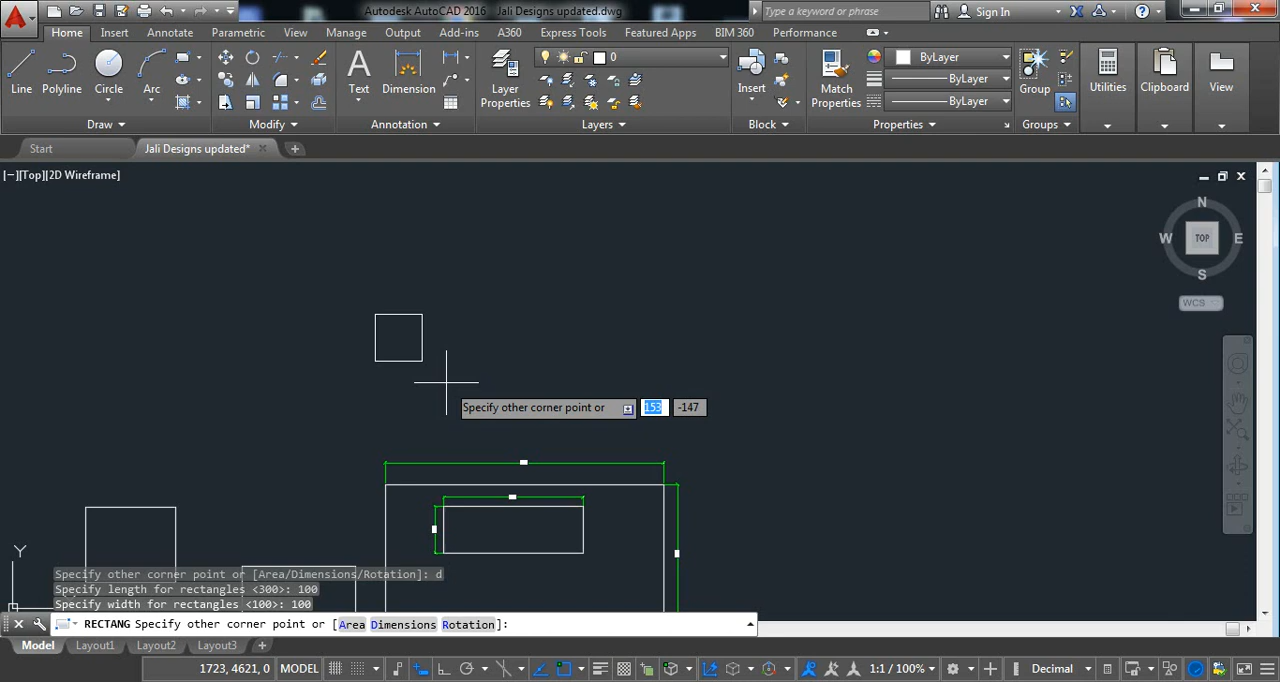 Autodesk AutoCAD 2016 Jali Designs updated.dwg
Type a keyword or phrase
Sign In
Home Insert Annotate Parametric View Manage Output Add-ins A360 Express Tools Featured Apps BIM 360 Performance
0
ByLayer
ByLayer
ByLayer
Line Polyline Circle Arc Text Dimension Layer Properties Insert Match Properties Group Utilities Clipboard View
Draw Modify Annotation Layers Block Properties Groups
Start Jali Designs updated*
[−][Top][2D Wireframe]
N
W TOP E
S
WCS
Specify other corner point or 153 -147
Y
Specify other corner point or [Area/Dimensions/Rotation]: d
Specify length for rectangles <300>: 100
Specify width for rectangles <100>: 100
RECTANG Specify other corner point or [Area Dimensions Rotation]:
Model Layout1 Layout2 Layout3 +
1723, 4621, 0 MODEL 1:1 / 100% Decimal